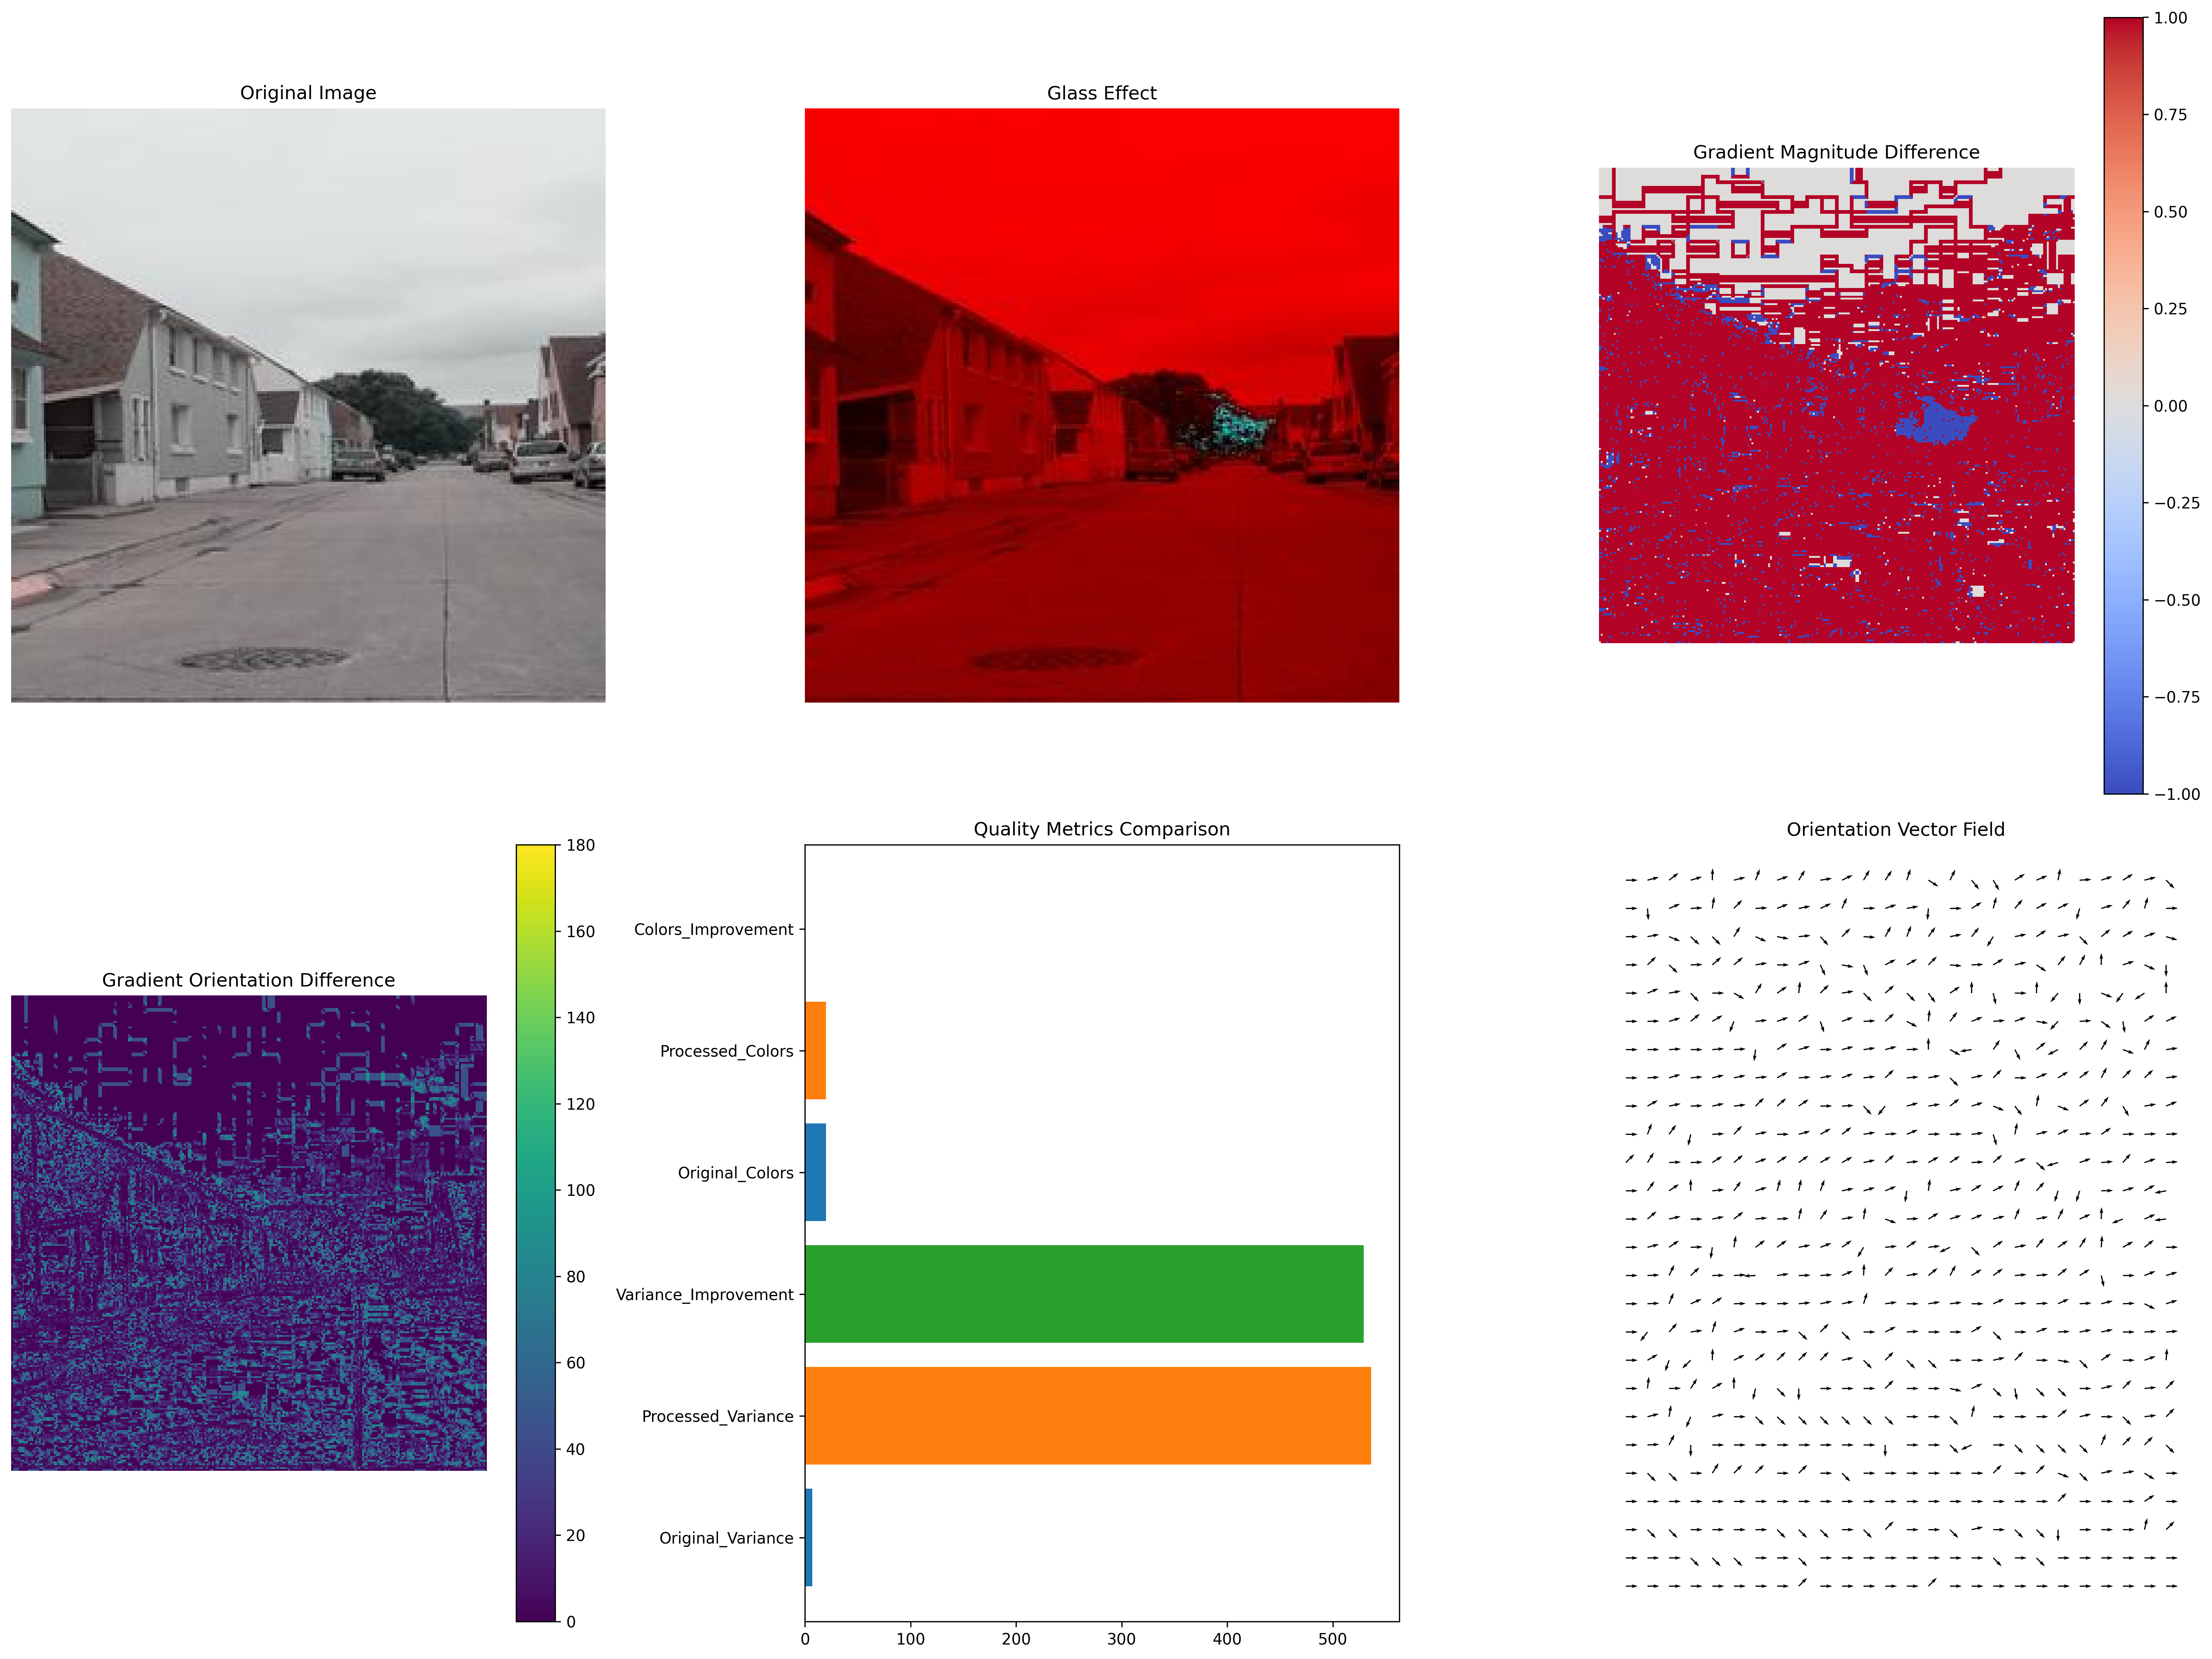 Original Image
Glass Effect
Gradient Magnitude Difference
1.00
0.75
0.50
0.25
0.00
−0.25
−0.50
−0.75
−1.00
Gradient Orientation Difference
180
160
140
120
100
80
60
40
20
0
Quality Metrics Comparison
Colors_Improvement
Processed_Colors
Original_Colors
Variance_Improvement
Processed_Variance
Original_Variance
0 100 200 300 400 500
Orientation Vector Field